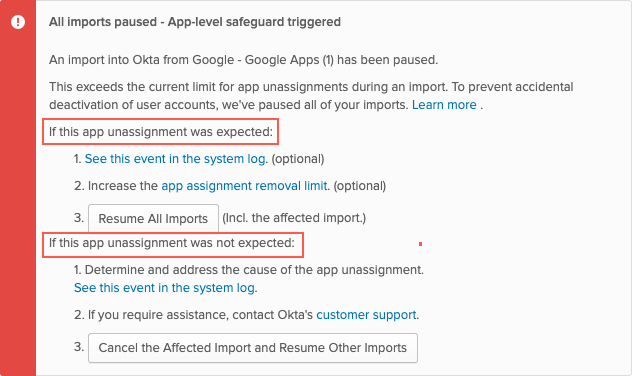 All imports paused - App-level safeguard triggered
An import into Okta from Google - Google Apps (1) has been paused.
This exceeds the current limit for app unassignments during an import. To prevent accidental
deactivation of user accounts, we've paused all of your imports. Learn more .
If this app unassignment was expected:
1. See this event in the system log. (optional)
2. Increase the app assignment removal limit. (optional)
3. Resume All Imports (Incl. the affected import.)
If this app unassignment was not expected:
1. Determine and address the cause of the app unassignment.
See this event in the system log.
2. If you require assistance, contact Okta's customer support.
3. Cancel the Affected Import and Resume Other Imports